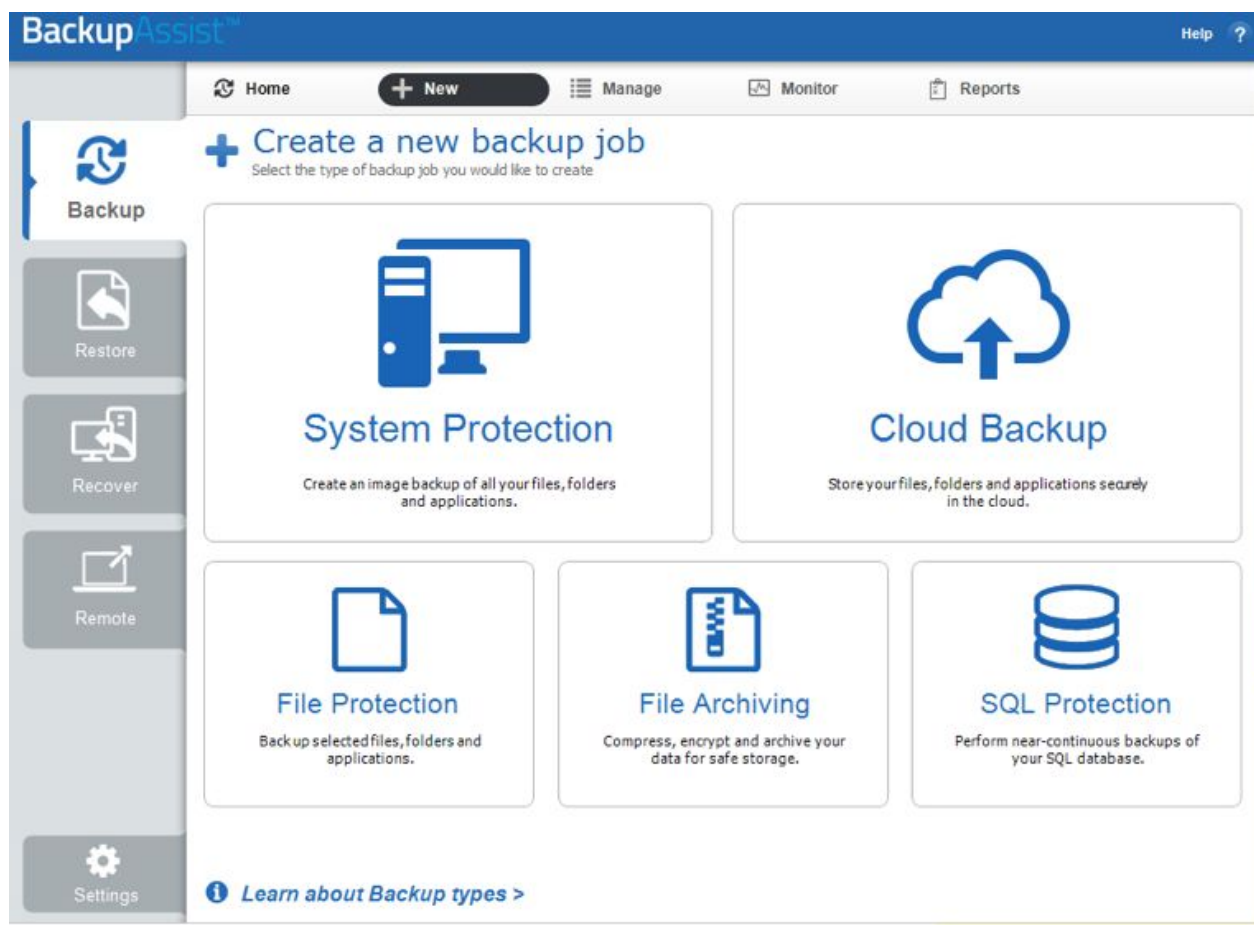 BackupAssist™
Help ?
Home New Manage Monitor Reports
Create a new backup job
Select the type of backup job you would like to create
Backup
Restore
Recover
Remote
Settings
System Protection
Create an image backup of all your files, folders
and applications.
Cloud Backup
Store your files, folders and applications securely
in the cloud.
File Protection
Back up selected files, folders and
applications.
File Archiving
Compress, encrypt and archive your
data for safe storage.
SQL Protection
Perform near-continuous backups of
your SQL database.
Learn about Backup types >